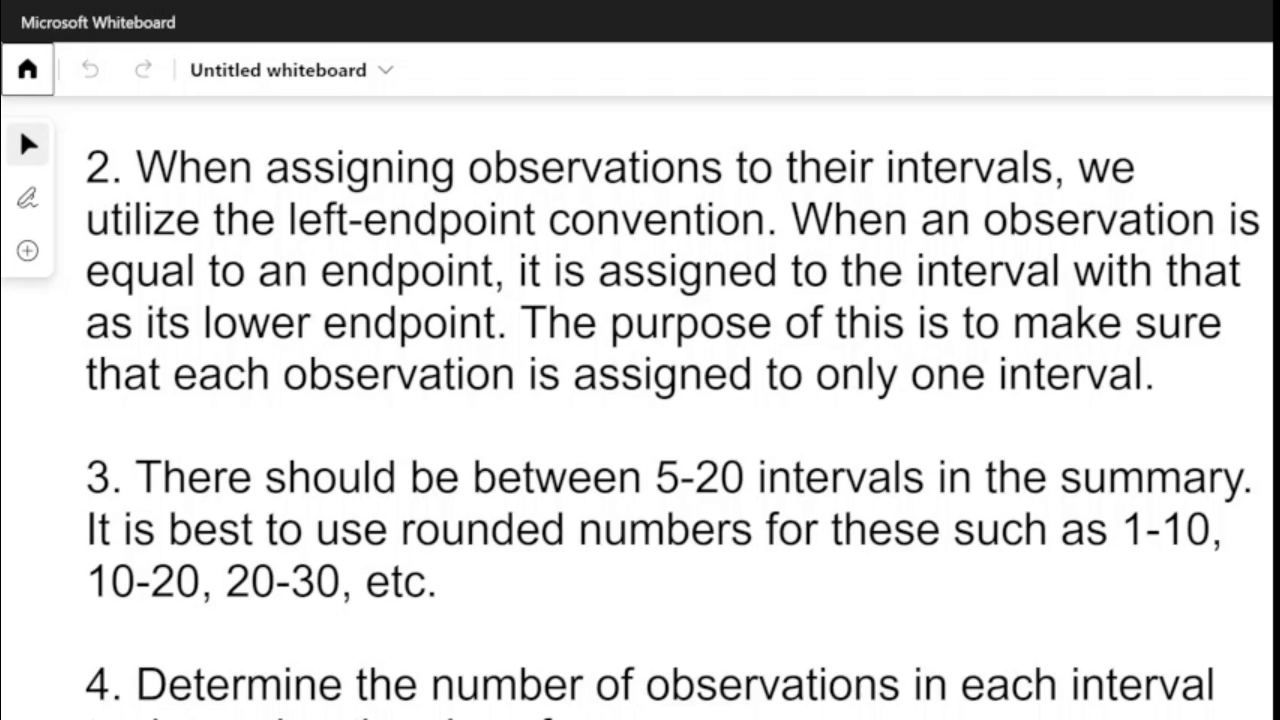 Microsoft Whiteboard
Untitled whiteboard
2. When assigning observations to their intervals, we
utilize the left-endpoint convention. When an observation is
equal to an endpoint, it is assigned to the interval with that
as its lower endpoint. The purpose of this is to make sure
that each observation is assigned to only one interval.
3. There should be between 5-20 intervals in the summary.
It is best to use rounded numbers for these such as 1-10,
10-20, 20-30, etc.
4. Determine the number of observations in each interval